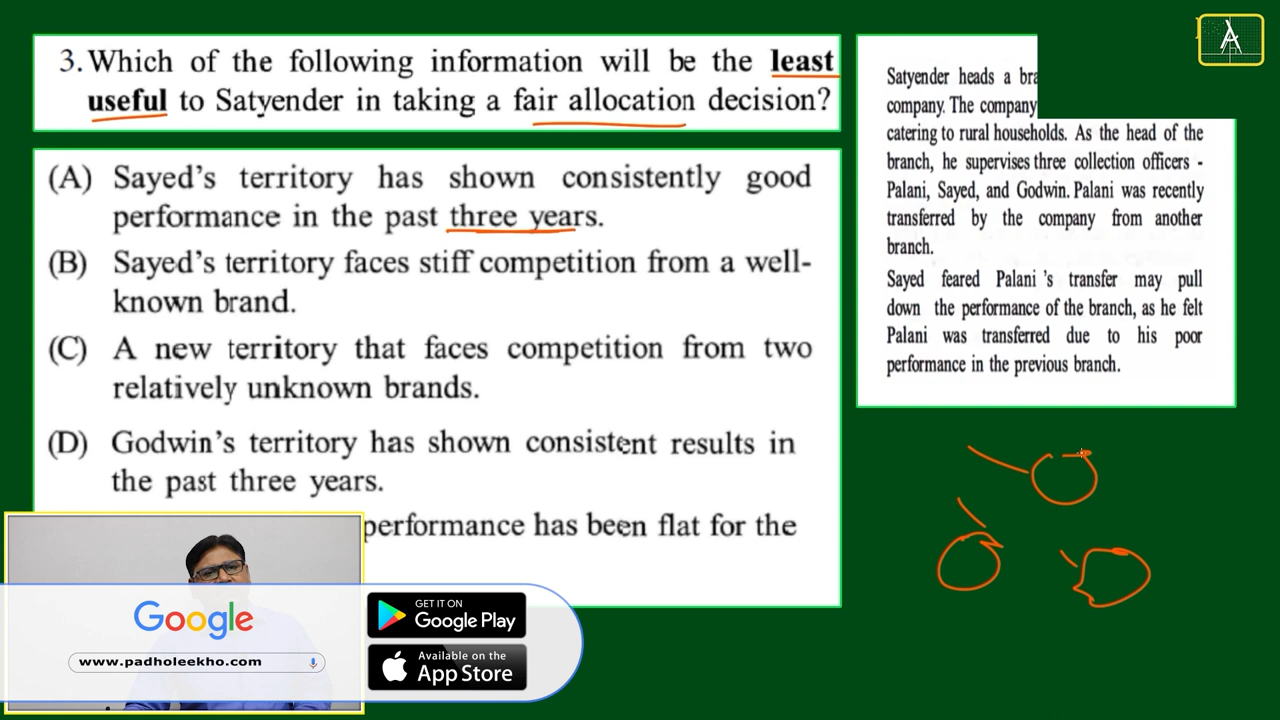 3. Which of the following information will be the least
useful to Satyender in taking a fair allocation decision?
(A) Sayed's territory has shown consistently good
performance in the past three years.
(B) Sayed's territory faces stiff competition from a well-
known brand.
(C) A new territory that faces competition from two
relatively unknown brands.
(D) Godwin's territory has shown consistent results in
the past three years.
performance has been flat for the
Satyender heads a
company. The company
catering to rural households. As the head of the
branch, he supervises three collection officers -
Palani, Sayed, and Godwin. Palani was recently
transferred by the company from another
branch.
Sayed feared Palani 's transfer may pull
down the performance of the branch, as he felt
Palani was transferred due to his poor
performance in the previous branch.
A
Google
www.padholeekho.com
GET IT ON
Google Play
Available on the
App Store